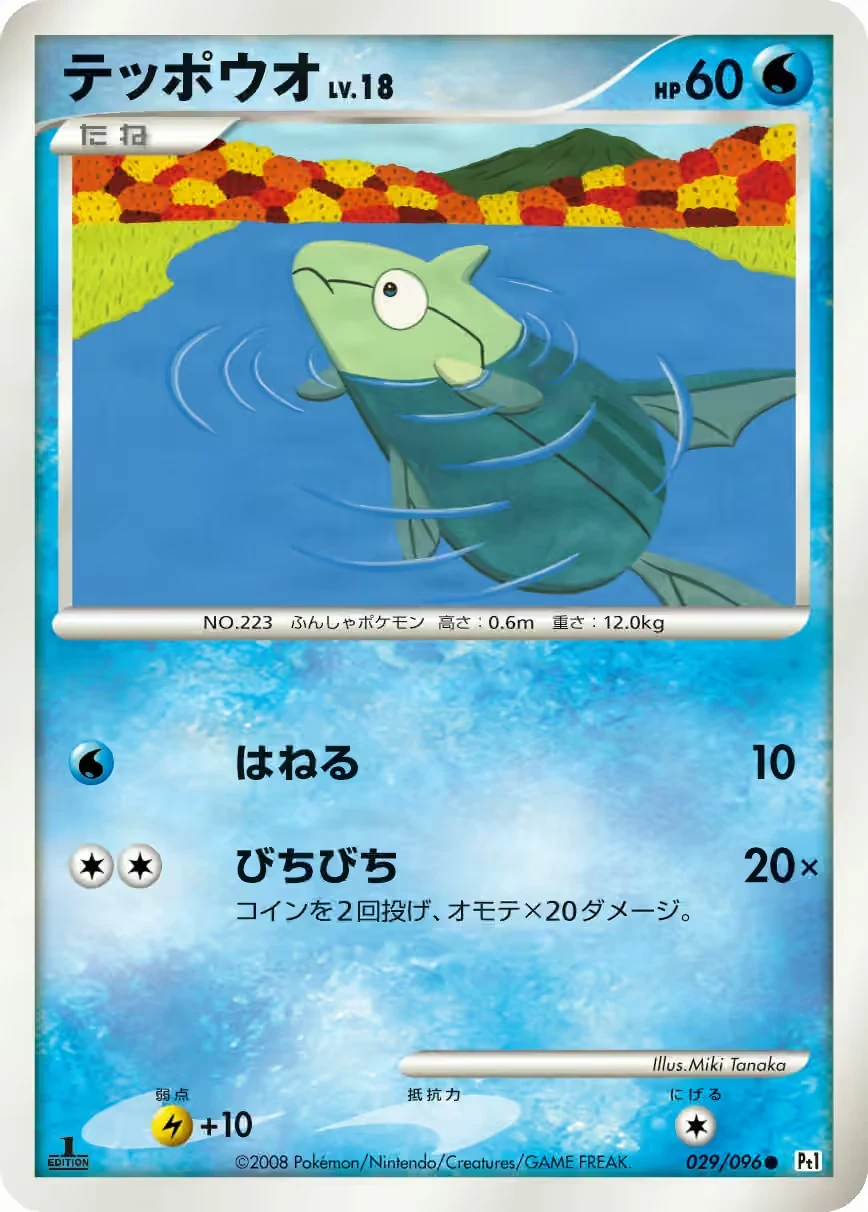 テッポウオ LV.18 HP 60
たね
NO.223 ふんしゃポケモン 高さ：0.6m 重さ：12.0kg
はねる 10
びちびち 20×
コインを2回投げ、オモテ×20ダメージ。
Illus.Miki Tanaka
弱点 抵抗力 にげる
+10
1 EDITION
©2008 Pokémon/Nintendo/Creatures/GAME FREAK. 029/096 Pt1